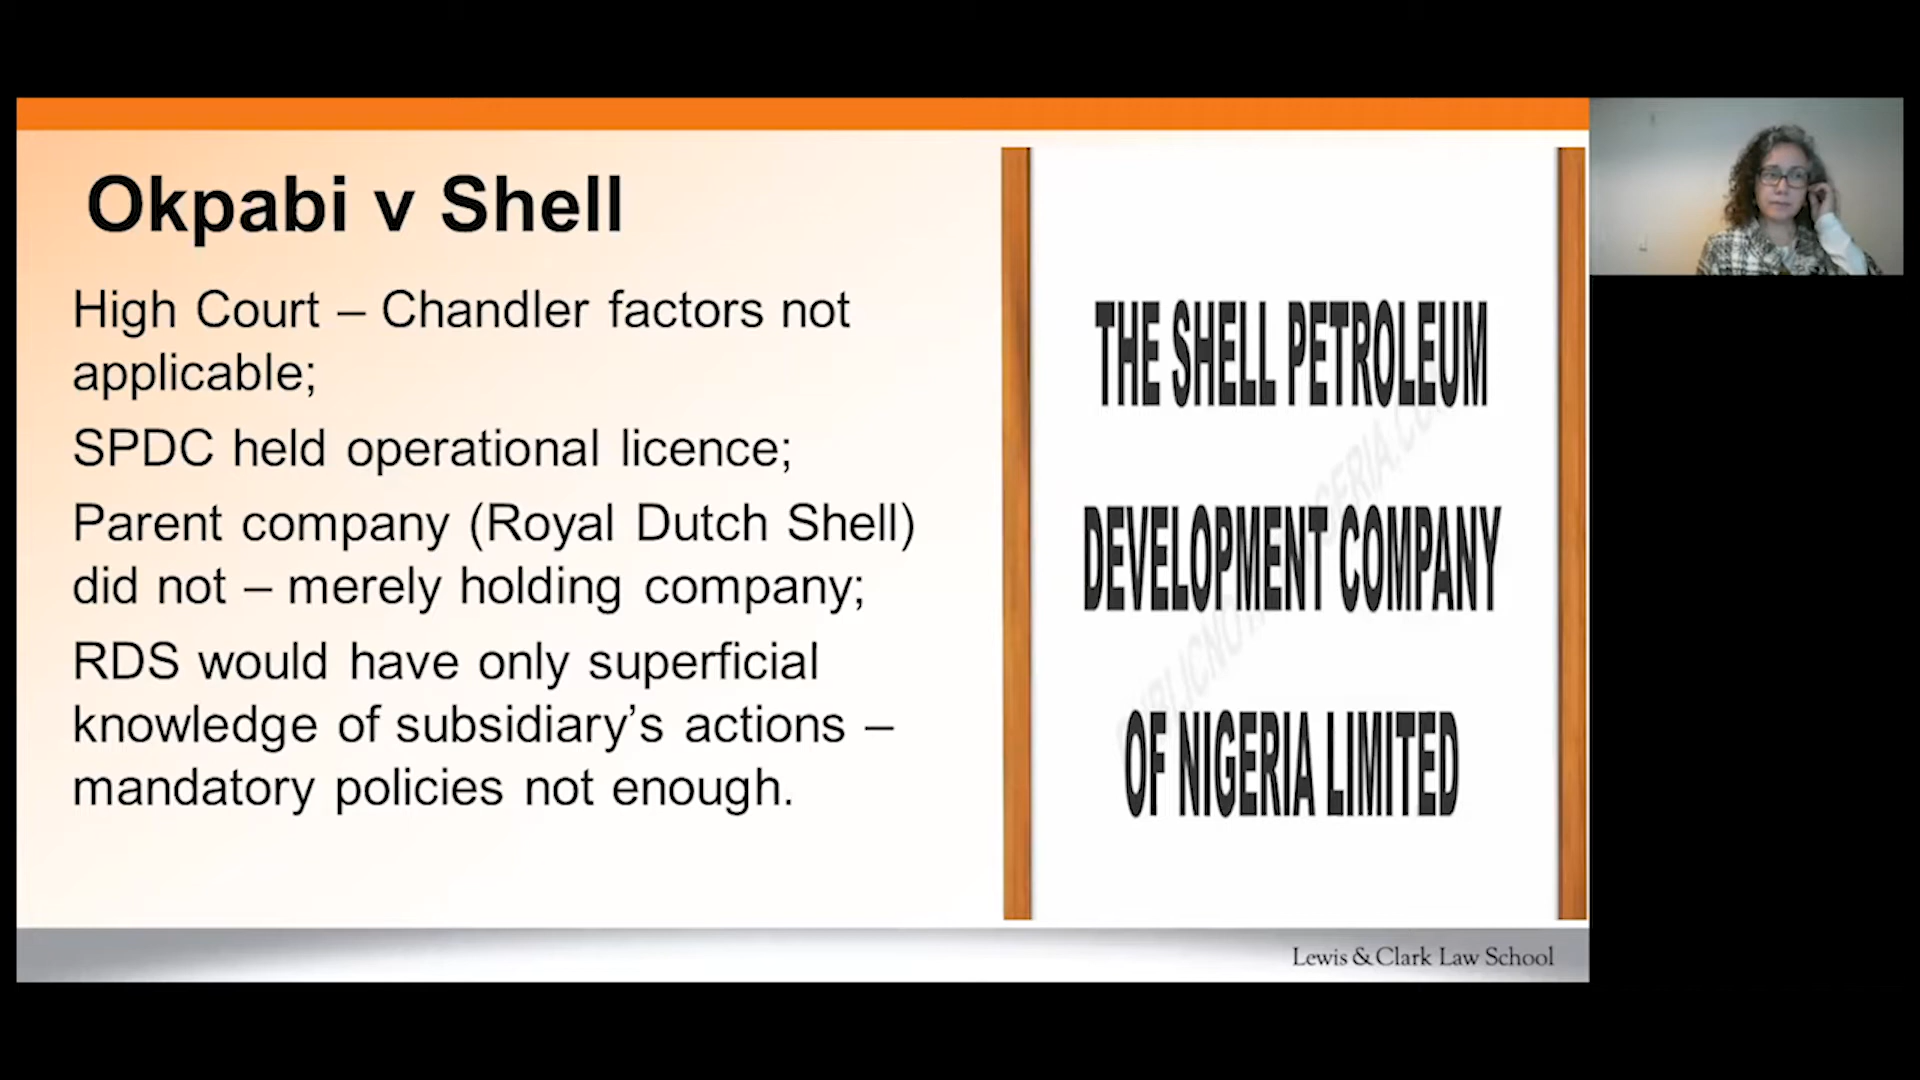 Okpabi v Shell
High Court – Chandler factors not
applicable;
SPDC held operational licence;
Parent company (Royal Dutch Shell)
did not – merely holding company;
RDS would have only superficial
knowledge of subsidiary’s actions –
mandatory policies not enough.
THE SHELL PETROLEUM
DEVELOPMENT COMPANY
OF NIGERIA LIMITED
Lewis & Clark Law School